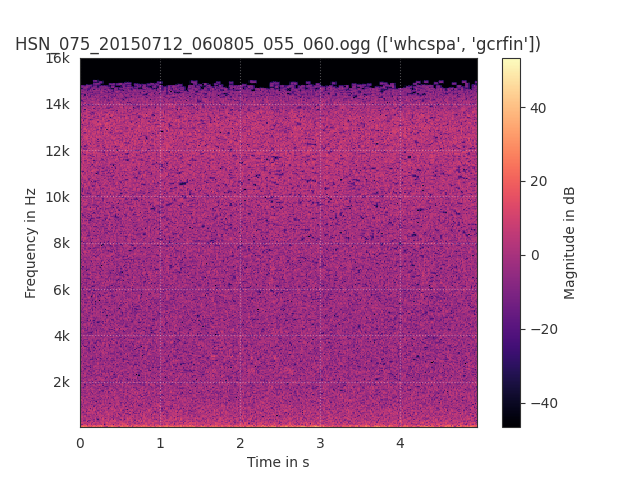 HSN_075_20150712_060805_055_060.ogg (['whcspa', 'gcrfin'])
16k
14k
12k
10k
8k
6k
4k
2k
Frequency in Hz
0 1 2 3 4
Time in s
40
20
0
−20
−40
Magnitude in dB